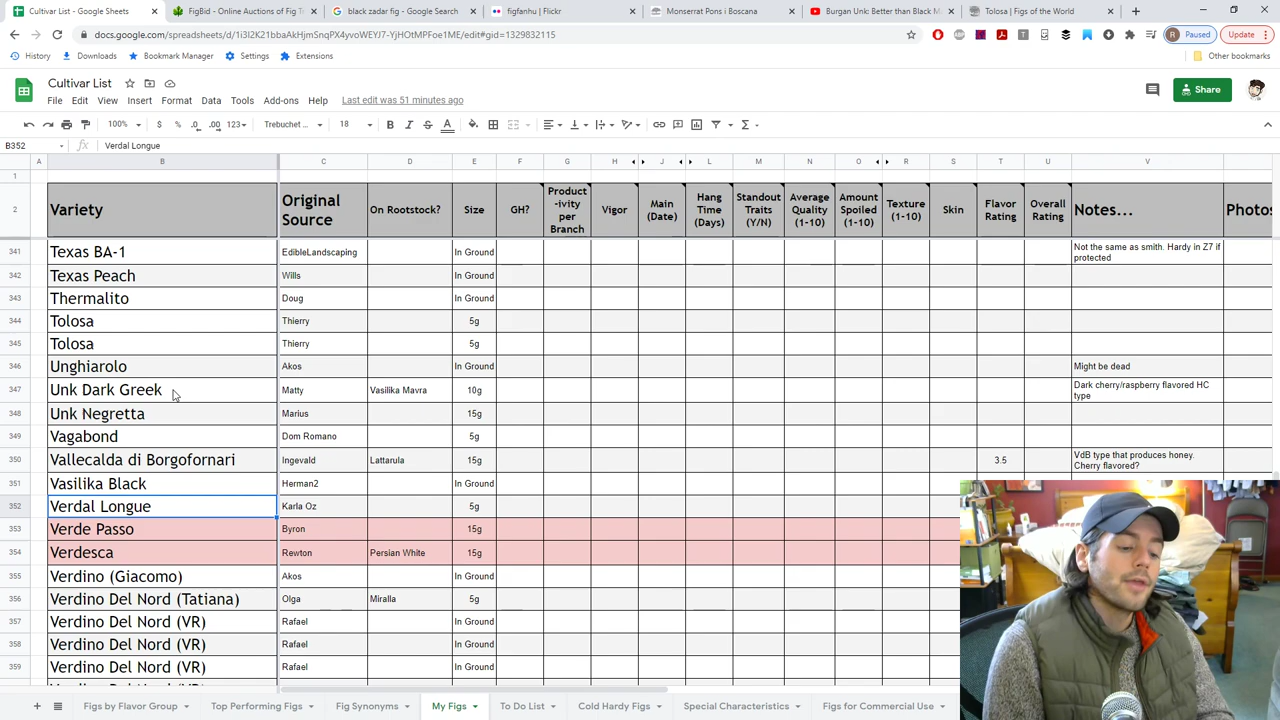 Cultivar List
FigBid - Online Auctions of Fig T
black zadar fig - Google Search
figfanhu | Flickr
Monserrat Pons i Boscana
Burgan Unk: Better than Black M
Tolosa | Figs of the World
docs.google.com/spreadsheets/d/1i3I2K21bbaAkHjmSnqPX4yvoWEYJ7-YjHOtMPFoe1ME/edit#gid=1329832115
Paused
Update
History
Downloads
Bookmark Manager
Settings
Extensions
Other bookmarks
Cultivar List
File Edit View Insert Format Data Tools Add-ons Help Last edit was 51 minutes ago
Share
100% $ % .0 .00 123 Trebuchet ... 18
B352 fx Verdal Longue
A B C D E F G H J L M N O R S T U V
1
2 Variety Original Source On Rootstock? Size GH? Product-ivity per Branch Vigor Main (Date) Hang Time (Days) Standout Traits (Y/N) Average Quality (1-10) Amount Spoiled (1-10) Texture (1-10) Skin Flavor Rating Overall Rating Notes... Photos
341 Texas BA-1 EdibleLandscaping In Ground Not the same as smith. Hardy in Z7 if protected
342 Texas Peach Wills In Ground
343 Thermalito Doug In Ground
344 Tolosa Thierry 5g
345 Tolosa Thierry 5g
346 Unghiarolo Akos In Ground Might be dead
347 Unk Dark Greek Matty Vasilika Mavra 10g Dark cherry/raspberry flavored HC type
348 Unk Negretta Marius 15g
349 Vagabond Dom Romano 5g
350 Vallecalda di Borgofornari Ingevald Lattarula 15g 3.5 VdB type that produces honey. Cherry flavored?
351 Vasilika Black Herman2 In Ground
352 Verdal Longue Karla Oz 5g
353 Verde Passo Byron 15g
354 Verdesca Rewton Persian White 15g
355 Verdino (Giacomo) Akos In Ground
356 Verdino Del Nord (Tatiana) Olga Miralla 5g
357 Verdino Del Nord (VR) Rafael In Ground
358 Verdino Del Nord (VR) Rafael In Ground
359 Verdino Del Nord (VR) Rafael In Ground
Figs by Flavor Group
Top Performing Figs
Fig Synonyms
My Figs
To Do List
Cold Hardy Figs
Special Characteristics
Figs for Commercial Use